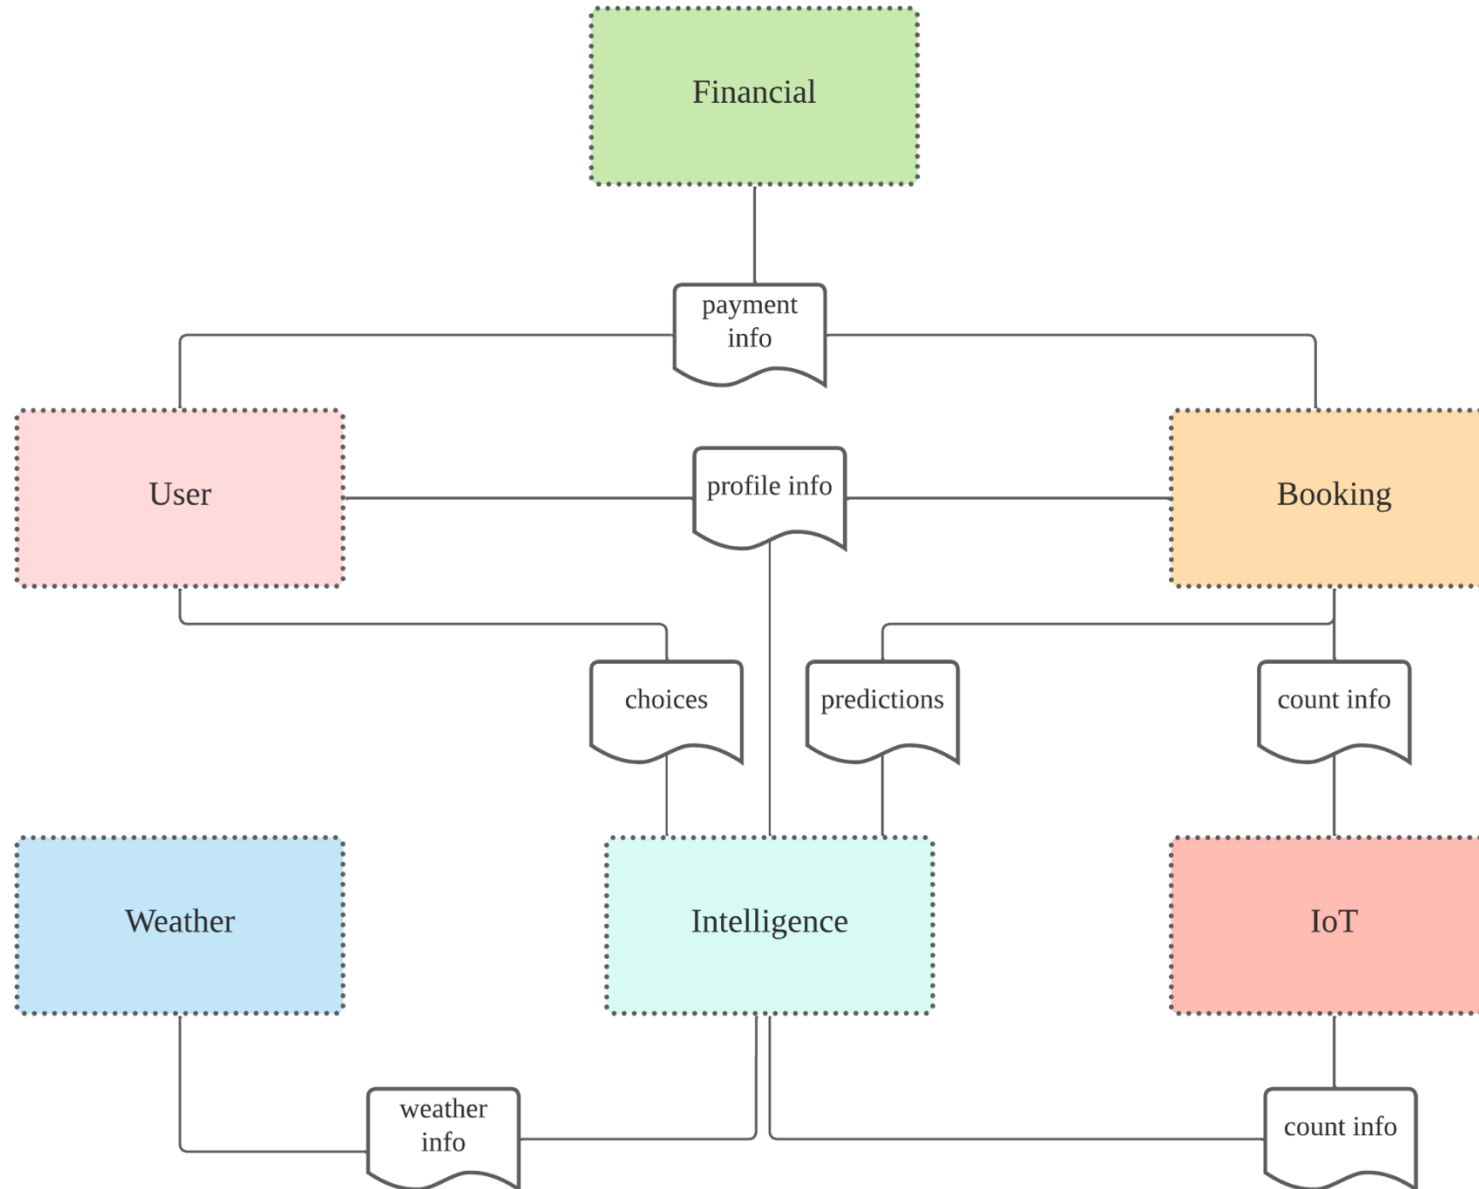 Financial
payment
info
User
profile info
Booking
choices
predictions
count info
Weather
Intelligence
IoT
weather
info
count info